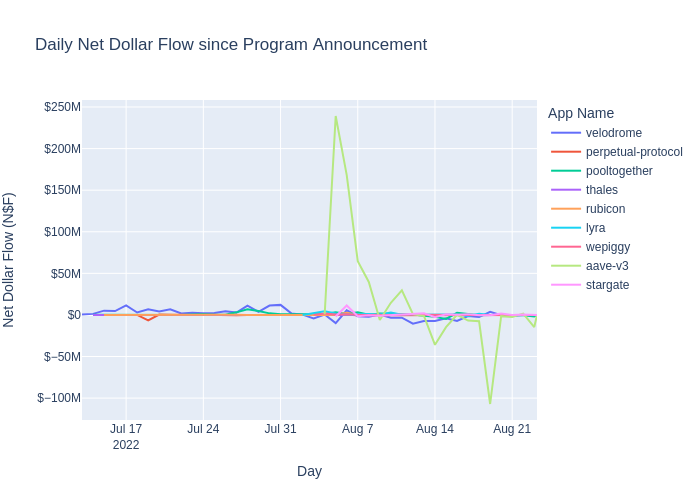 Daily Net Dollar Flow since Program Announcement
Net Dollar Flow (N$F)
$250M
$200M
$150M
$100M
$50M
$0
$−50M
$−100M
Jul 17
2022
Jul 24
Jul 31
Aug 7
Aug 14
Aug 21
Day
App Name
velodrome
perpetual-protocol
pooltogether
thales
rubicon
lyra
wepiggy
aave-v3
stargate